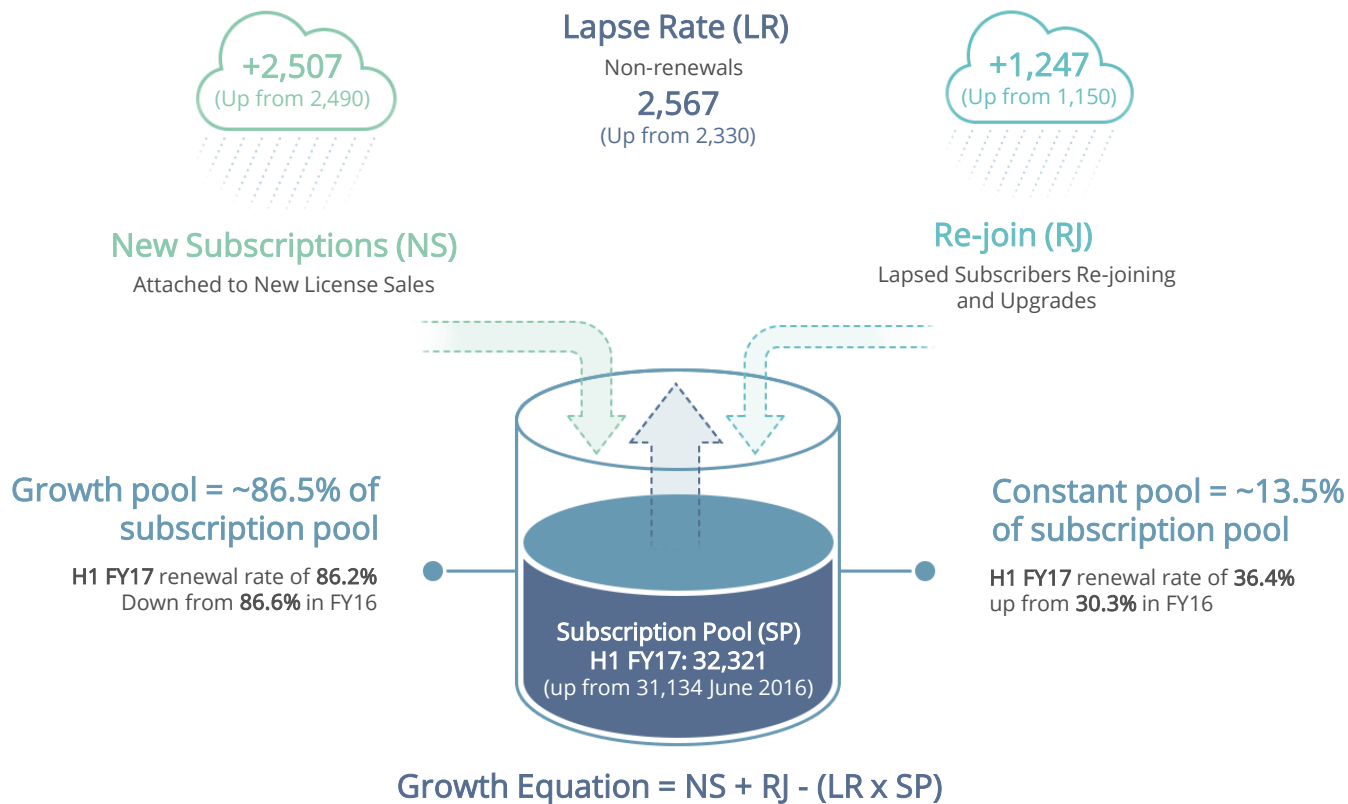 +2,507
(Up from 2,490)
New Subscriptions (NS)
Attached to New License Sales
Lapse Rate (LR)
Non-renewals
2,567
(Up from 2,330)
+1,247
(Up from 1,150)
Re-join (RJ)
Lapsed Subscribers Re-joining
and Upgrades
Growth pool = ~86.5% of
subscription pool
H1 FY17 renewal rate of 86.2%
Down from 86.6% in FY16
Constant pool = ~13.5%
of subscription pool
H1 FY17 renewal rate of 36.4%
up from 30.3% in FY16
Subscription Pool (SP)
H1 FY17: 32,321
(up from 31,134 June 2016)
Growth Equation = NS + RJ - (LR x SP)